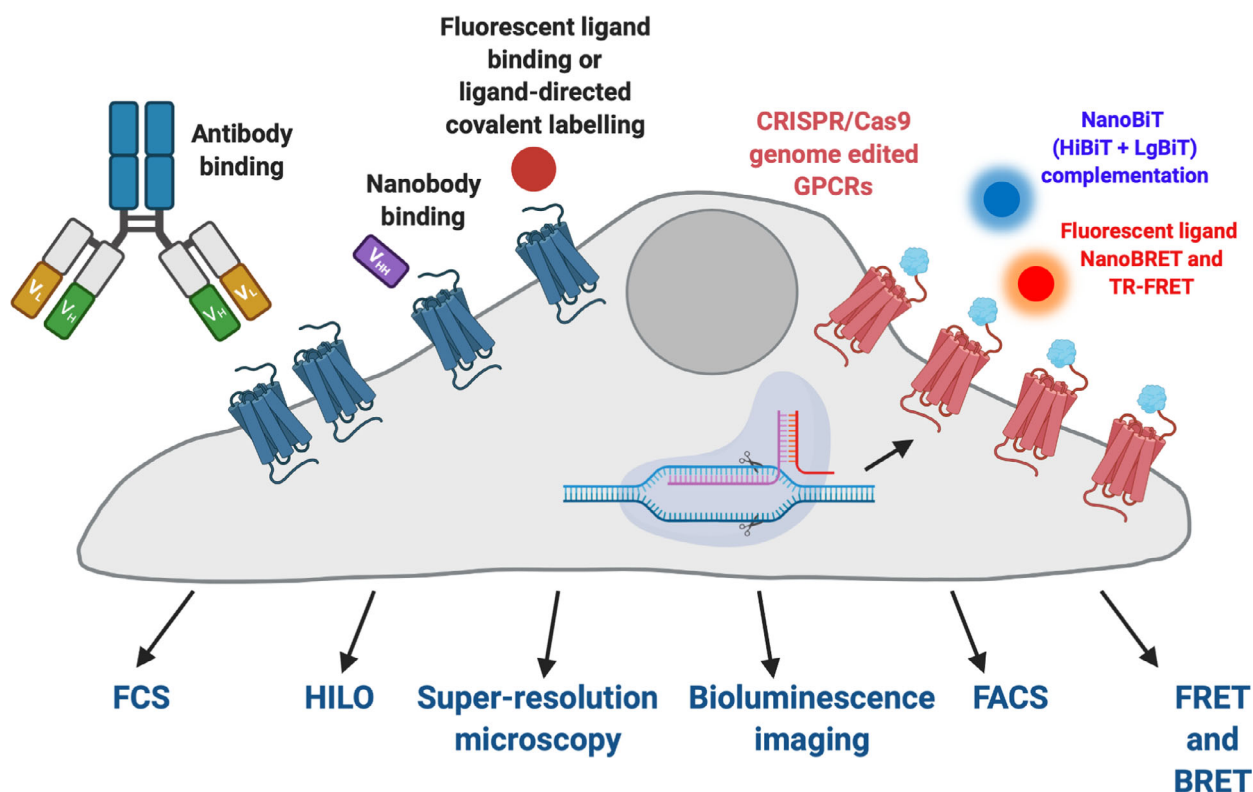 Fluorescent ligand
binding or
ligand-directed
covalent labelling
Antibody
binding
Nanobody
binding
CRISPR/Cas9
genome edited
GPCRs
NanoBiT
(HiBiT + LgBiT)
complementation
Fluorescent ligand
NanoBRET and
TR-FRET
VHH
VL
VH
VH
VL
FCS
HILO
Super-resolution
microscopy
Bioluminescence
imaging
FACS
FRET
and
BRET